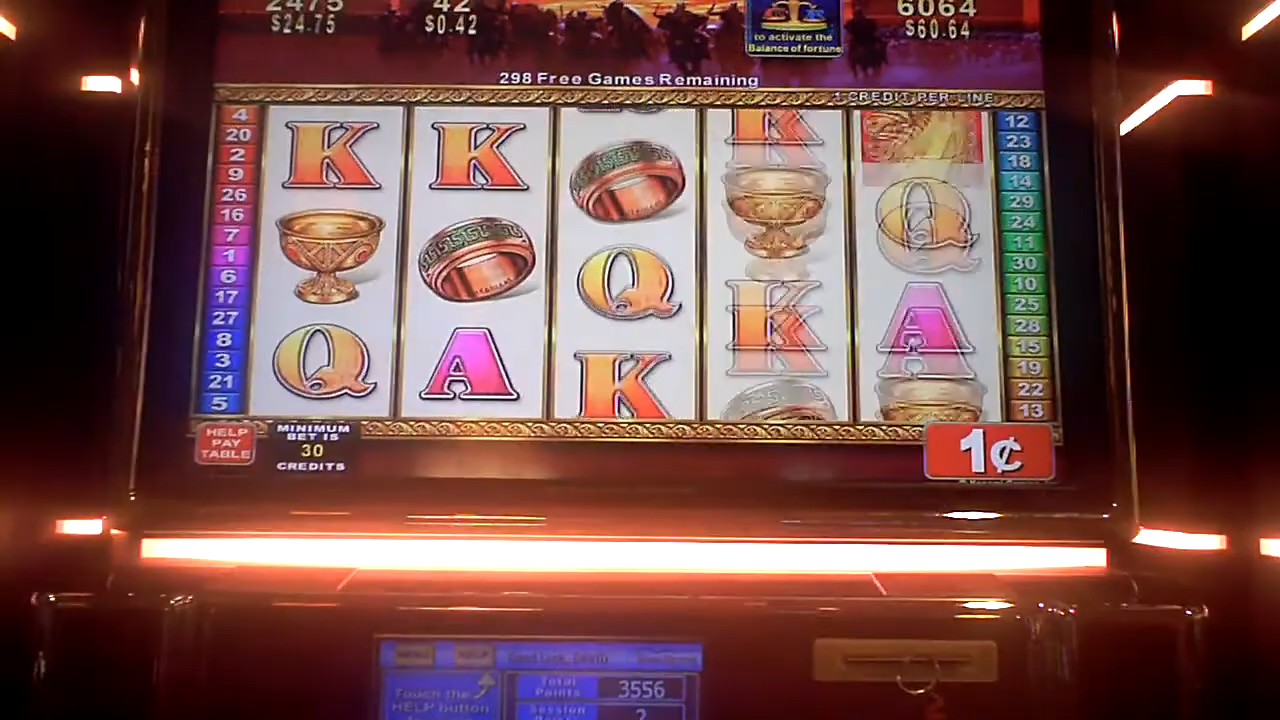 2475
42
6064
$24.75
$0.42
$60.64
to activate the
Balance of fortune
298 Free Games Remaining
1 CREDIT PER LINE
4
20
2
9
26
16
7
1
6
17
27
8
3
21
5
K
K
K
Q
Q
K
A
Q
A
K
12
23
18
14
29
24
11
30
10
25
28
15
19
22
13
HELP
PAY
TABLE
MINIMUM
BET IS
30
CREDITS
1¢
MENU
HELP
Touch the
HELP button
Total
Points
3556
Session
2